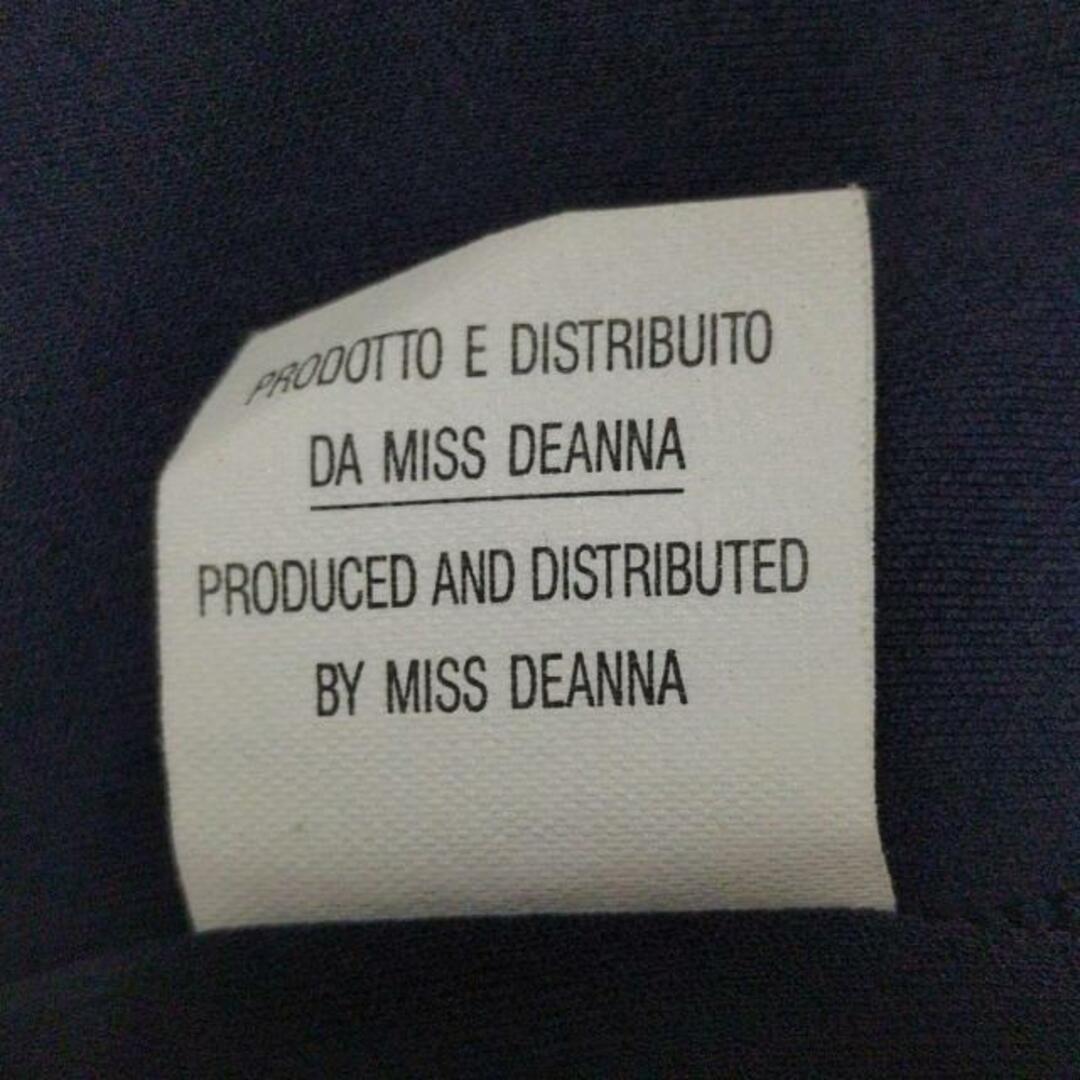 PRODOTTO E DISTRIBUITO
DA MISS DEANNA
PRODUCED AND DISTRIBUTED
BY MISS DEANNA